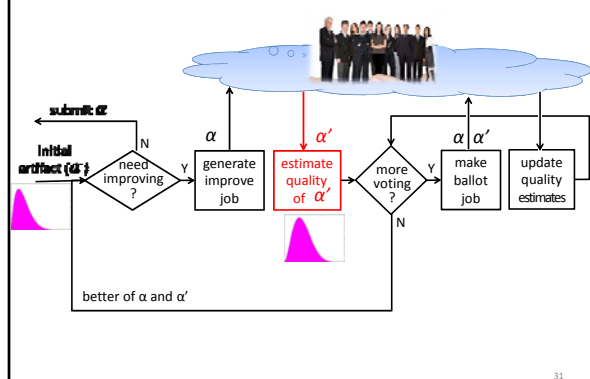 submit α
N
α
α’
α α’
Initial
artifact (α)
need
improving
?
Y
generate
improve
job
estimate
quality
of α’
more
voting
?
Y
make
ballot
job
update
quality
estimates
N
better of α and α’
31